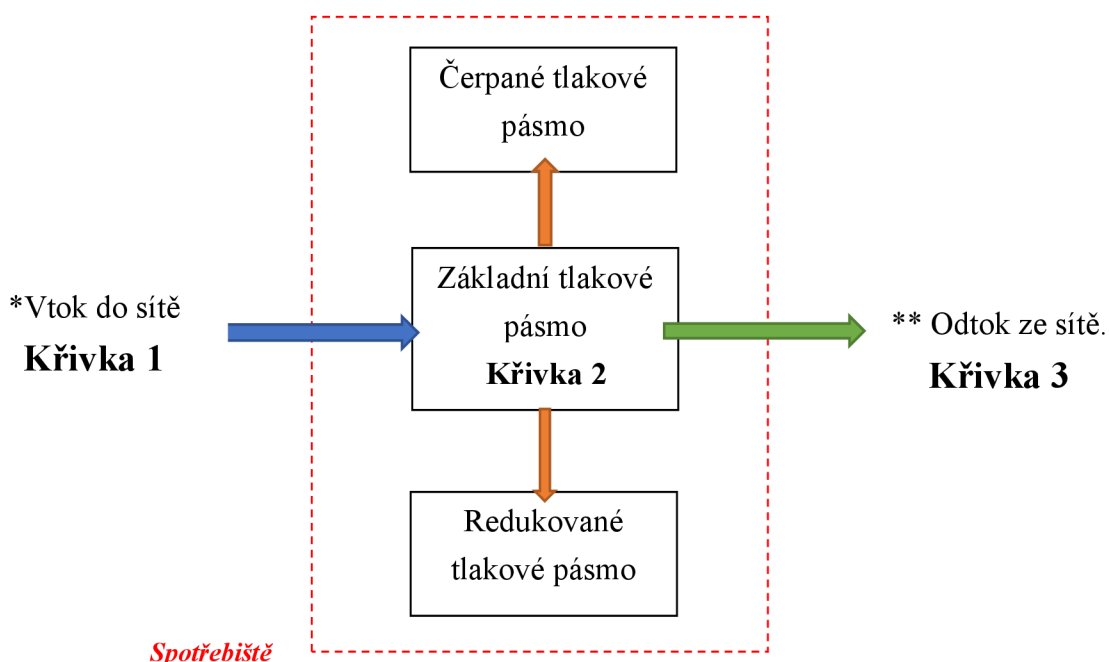 Čerpané tlakové
pásmo
*Vtok do sítě
Křivka 1
Základní tlakové
pásmo
Křivka 2
** Odtok ze sítě.
Křivka 3
Redukované
tlakové pásmo
Spotřebiště